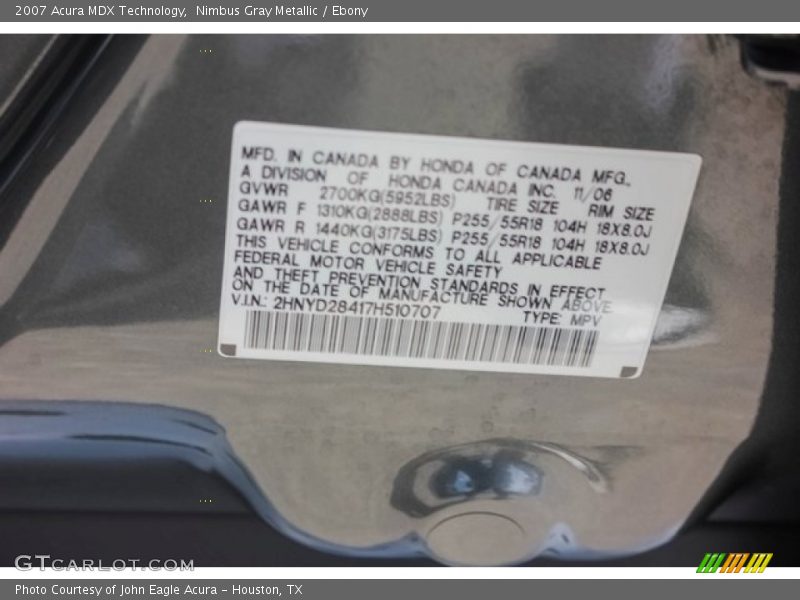 2007 Acura MDX Technology,  Nimbus Gray Metallic / Ebony
MFD. IN CANADA BY HONDA OF CANADA MFG.,
A DIVISION OF HONDA CANADA INC. 11/06
GVWR 2700KG(5952LBS) TIRE SIZE RIM SIZE
GAWR F 1310KG(2888LBS) P255/55R18 104H 18X8.0J
GAWR R 1440KG(3175LBS) P255/55R18 104H 18X8.0J
THIS VEHICLE CONFORMS TO ALL APPLICABLE
FEDERAL MOTOR VEHICLE SAFETY
AND THEFT PREVENTION STANDARDS IN EFFECT
ON THE DATE OF MANUFACTURE SHOWN ABOVE.
V.I.N.: 2HNYD28417H510707 TYPE: MPV
GTCARLOT.COM
Photo Courtesy of John Eagle Acura - Houston, TX